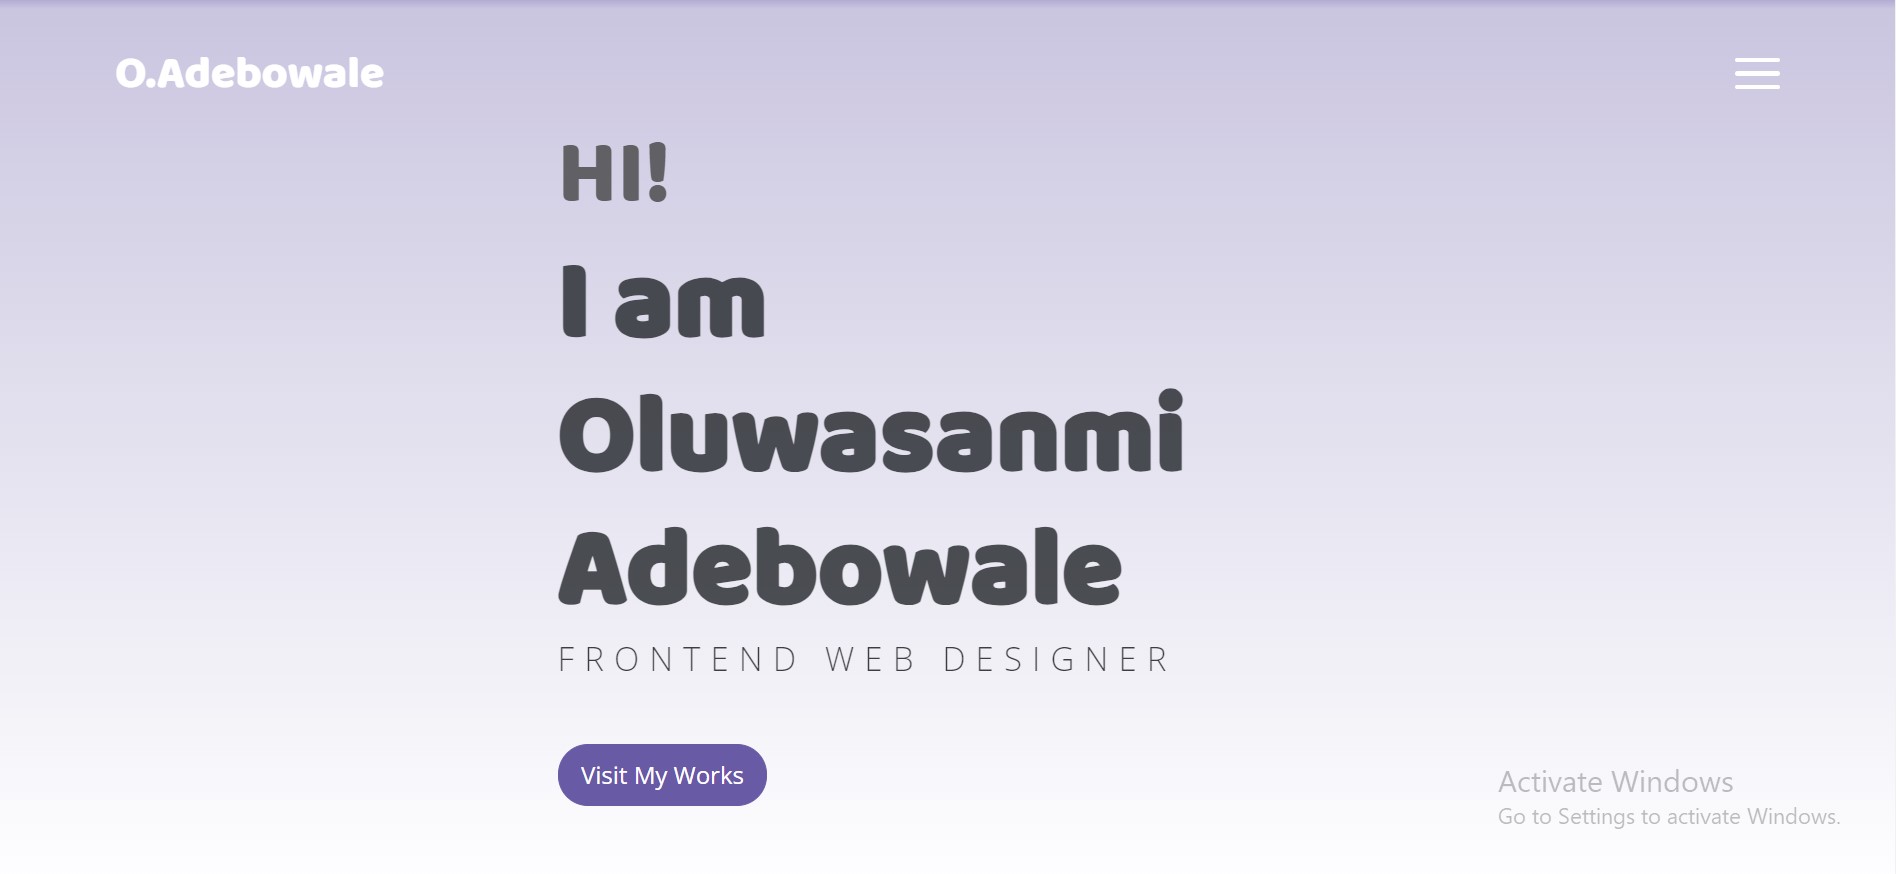 O.Adebowale
HI!
I am
Oluwasanmi
Adebowale
FRONTEND WEB DESIGNER
Visit My Works
Activate Windows
Go to Settings to activate Windows.